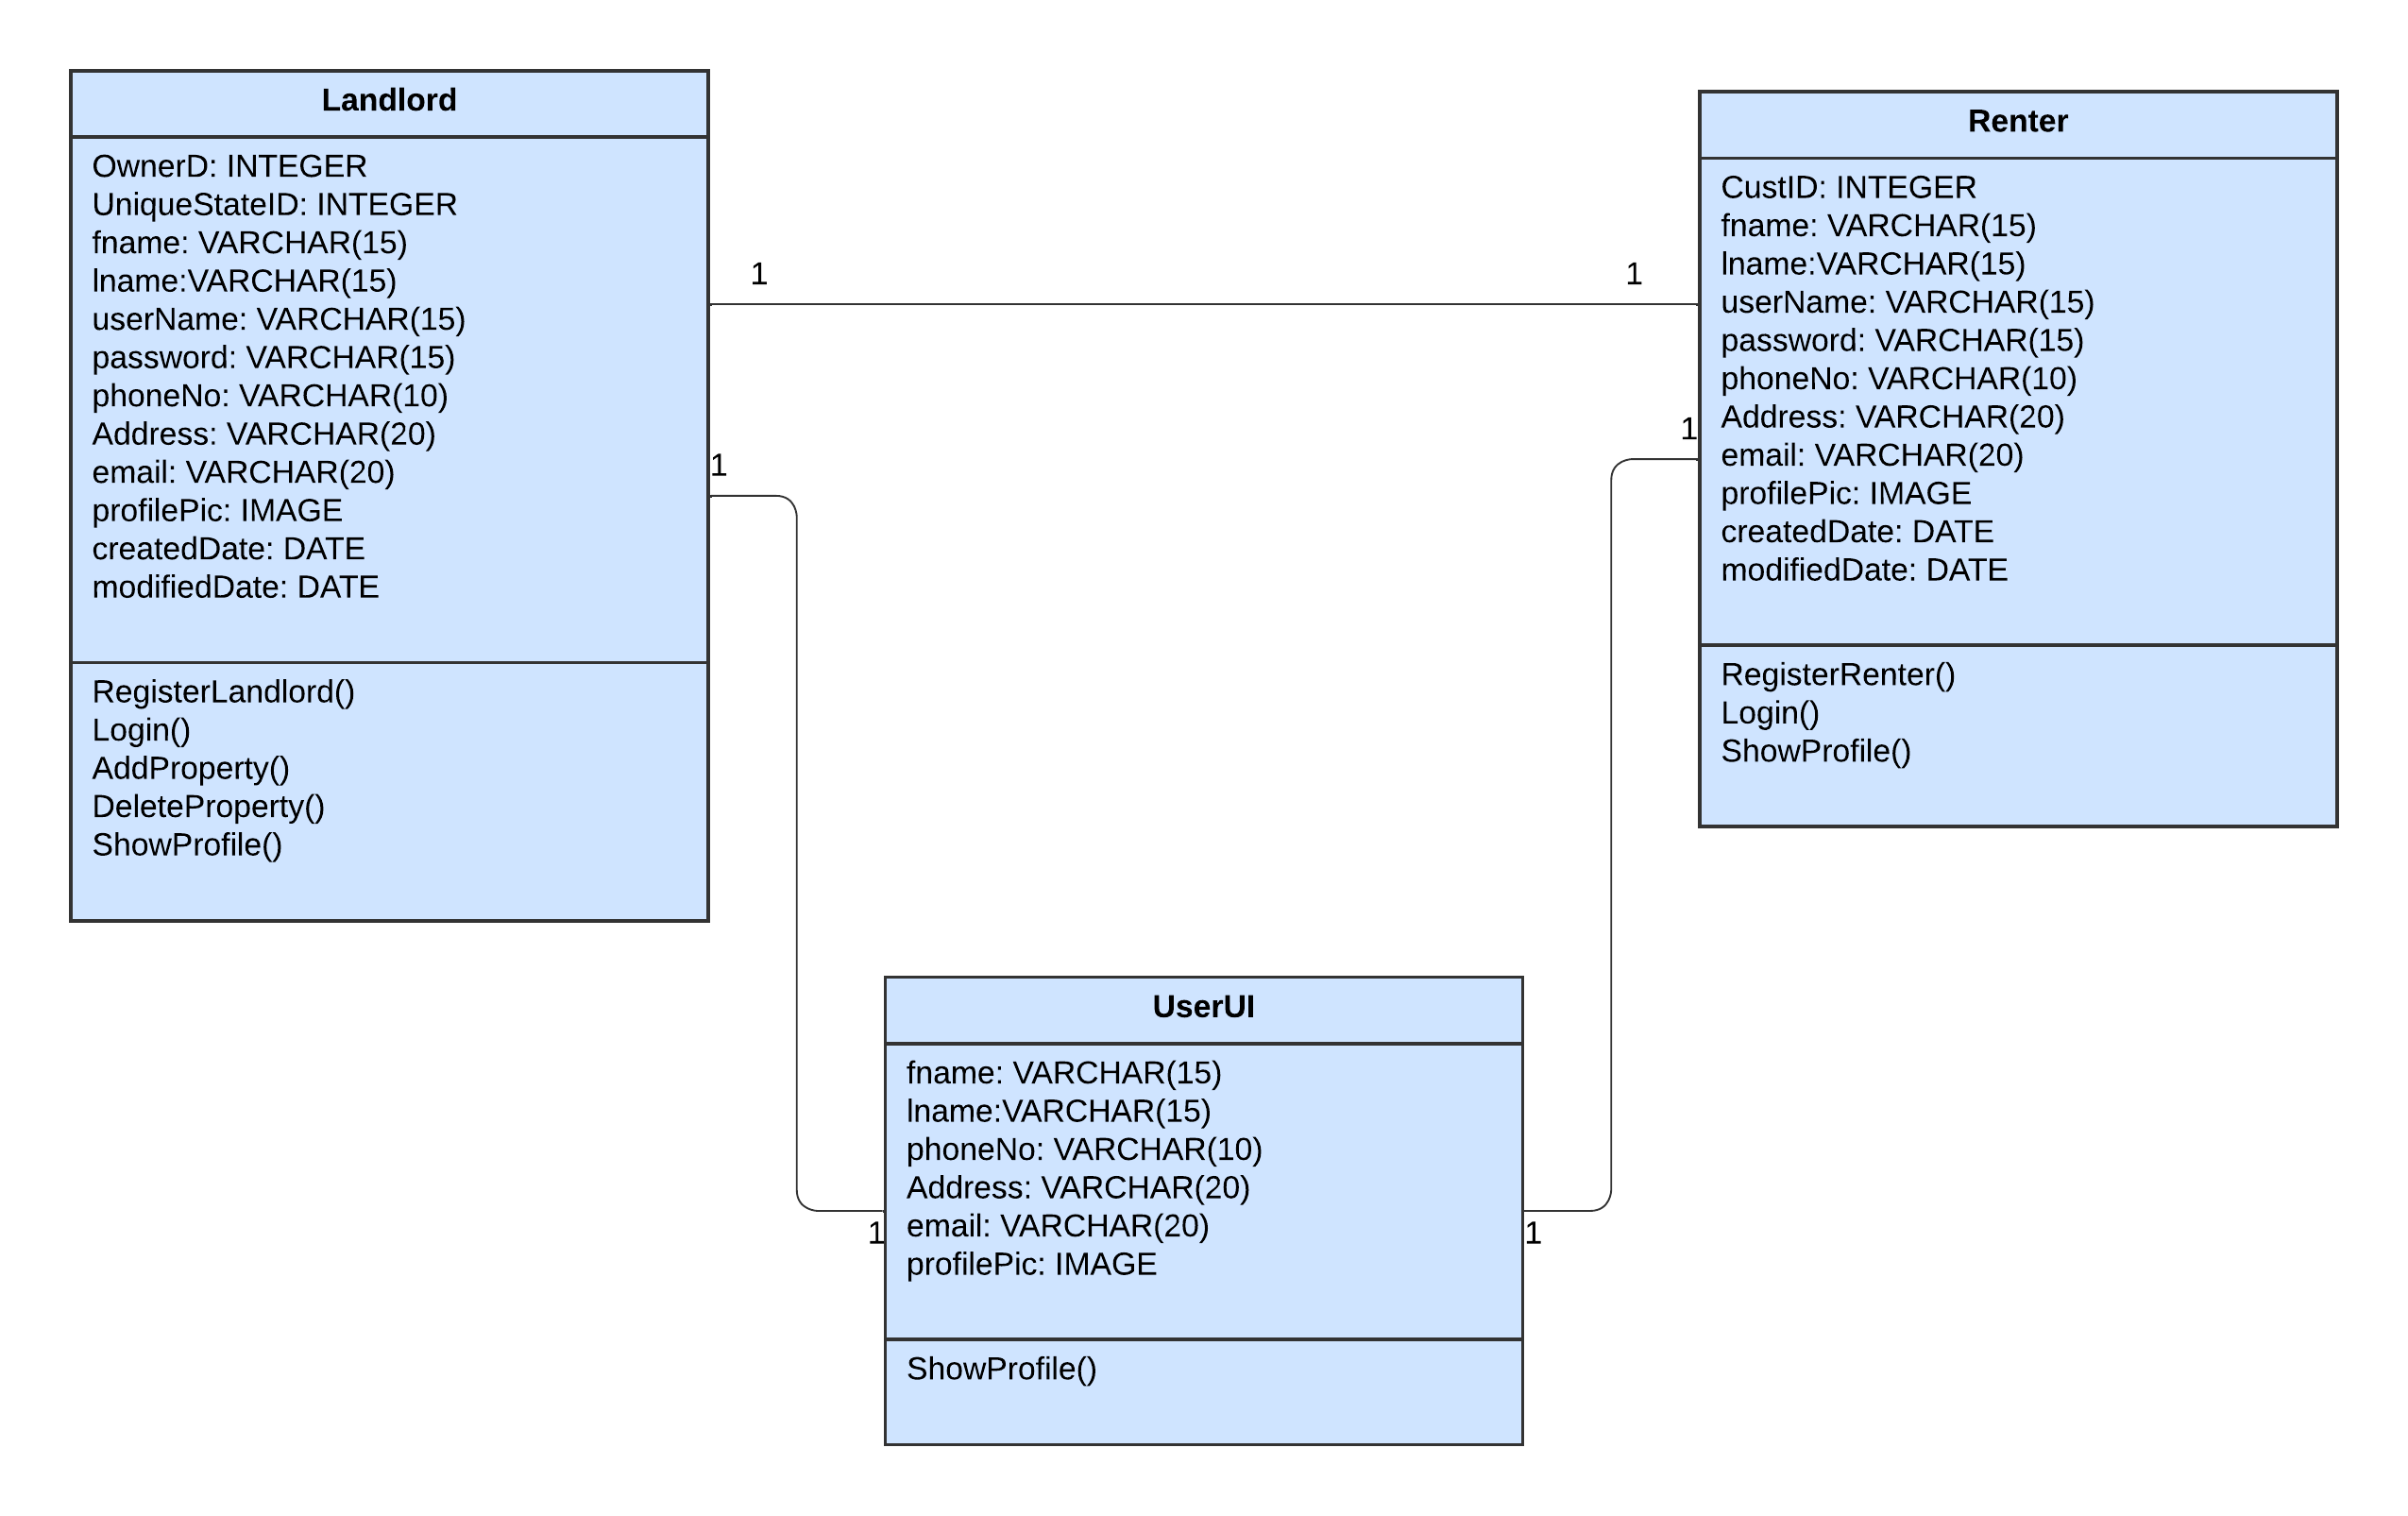 Landlord
OwnerD: INTEGER
UniqueStateID: INTEGER
fname: VARCHAR(15)
lname:VARCHAR(15)
userName: VARCHAR(15)
password: VARCHAR(15)
phoneNo: VARCHAR(10)
Address: VARCHAR(20)
email: VARCHAR(20)
profilePic: IMAGE
createdDate: DATE
modifiedDate: DATE
RegisterLandlord()
Login()
AddProperty()
DeleteProperty()
ShowProfile()
1
1
1
1
Renter
CustID: INTEGER
fname: VARCHAR(15)
lname:VARCHAR(15)
userName: VARCHAR(15)
password: VARCHAR(15)
phoneNo: VARCHAR(10)
Address: VARCHAR(20)
email: VARCHAR(20)
profilePic: IMAGE
createdDate: DATE
modifiedDate: DATE
RegisterRenter()
Login()
ShowProfile()
UserUI
fname: VARCHAR(15)
lname:VARCHAR(15)
phoneNo: VARCHAR(10)
Address: VARCHAR(20)
email: VARCHAR(20)
profilePic: IMAGE
ShowProfile()
1
1